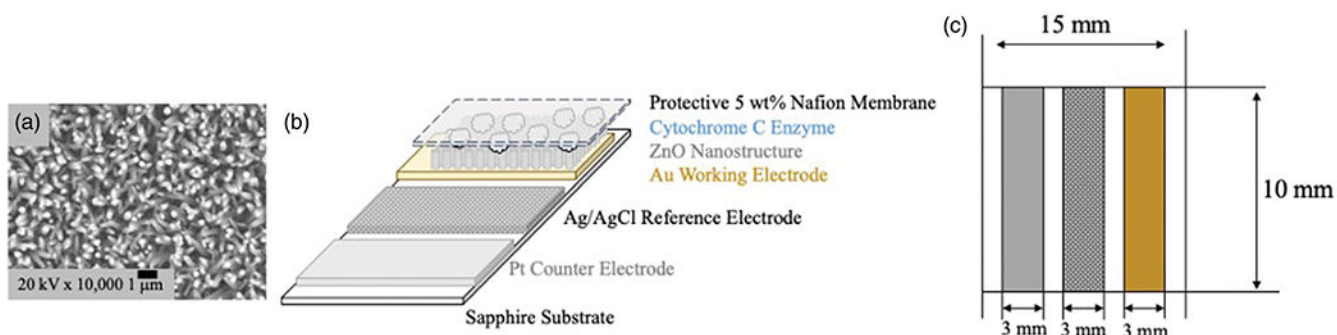 (a)
20 kV x 10,000 1 μm
(b)
Protective 5 wt% Nafion Membrane
Cytochrome C Enzyme
ZnO Nanostructure
Au Working Electrode
Ag/AgCl Reference Electrode
Pt Counter Electrode
Sapphire Substrate
(c)
15 mm
10 mm
3 mm 3 mm 3 mm